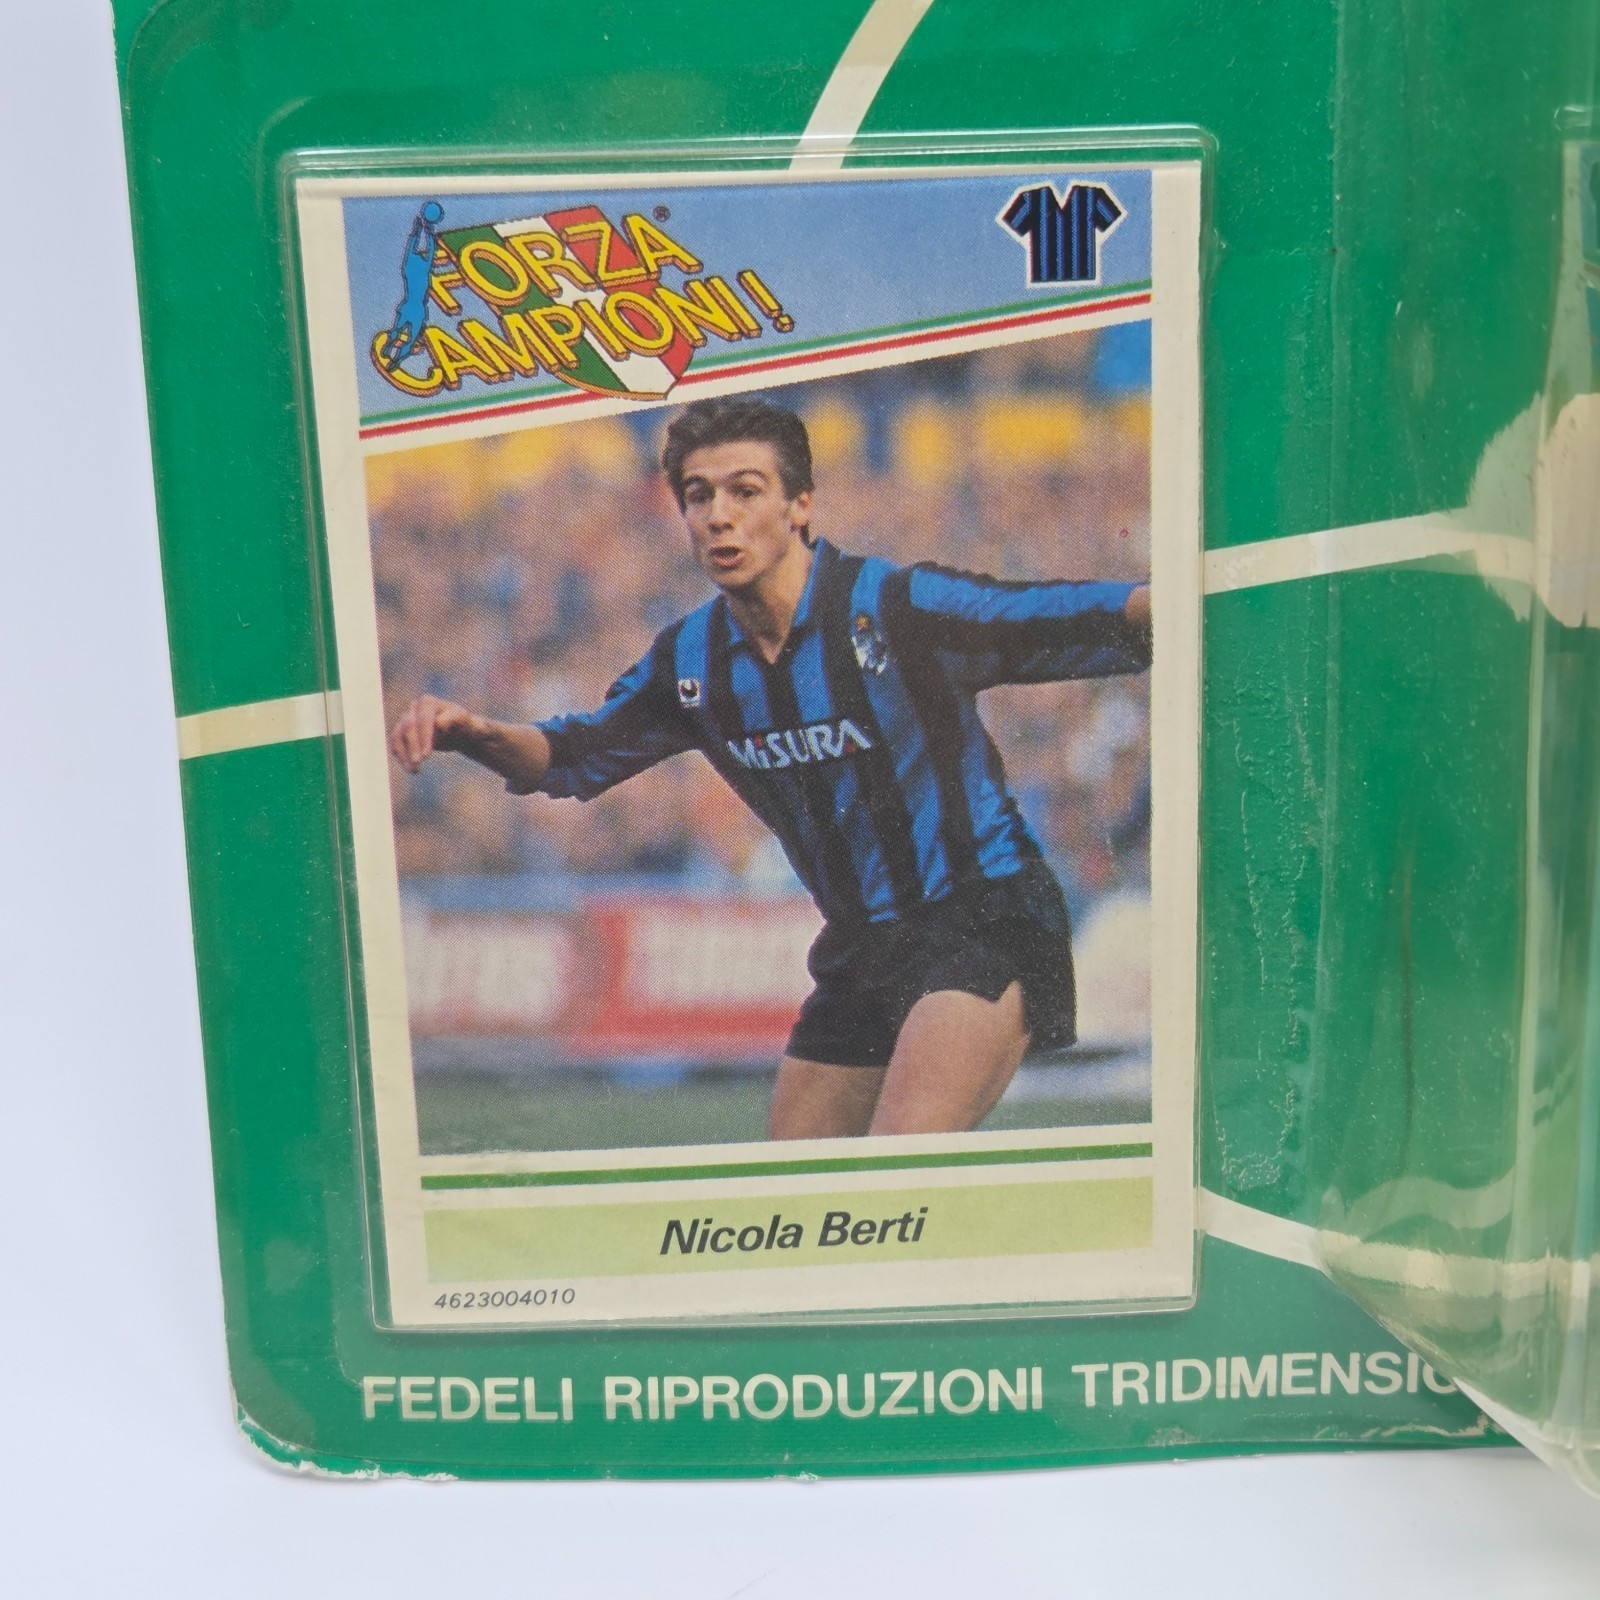 FORZA®
CAMPIONI!
MiSURA
Nicola Berti
4623004010
FEDELI RIPRODUZIONI TRIDIMENSIO